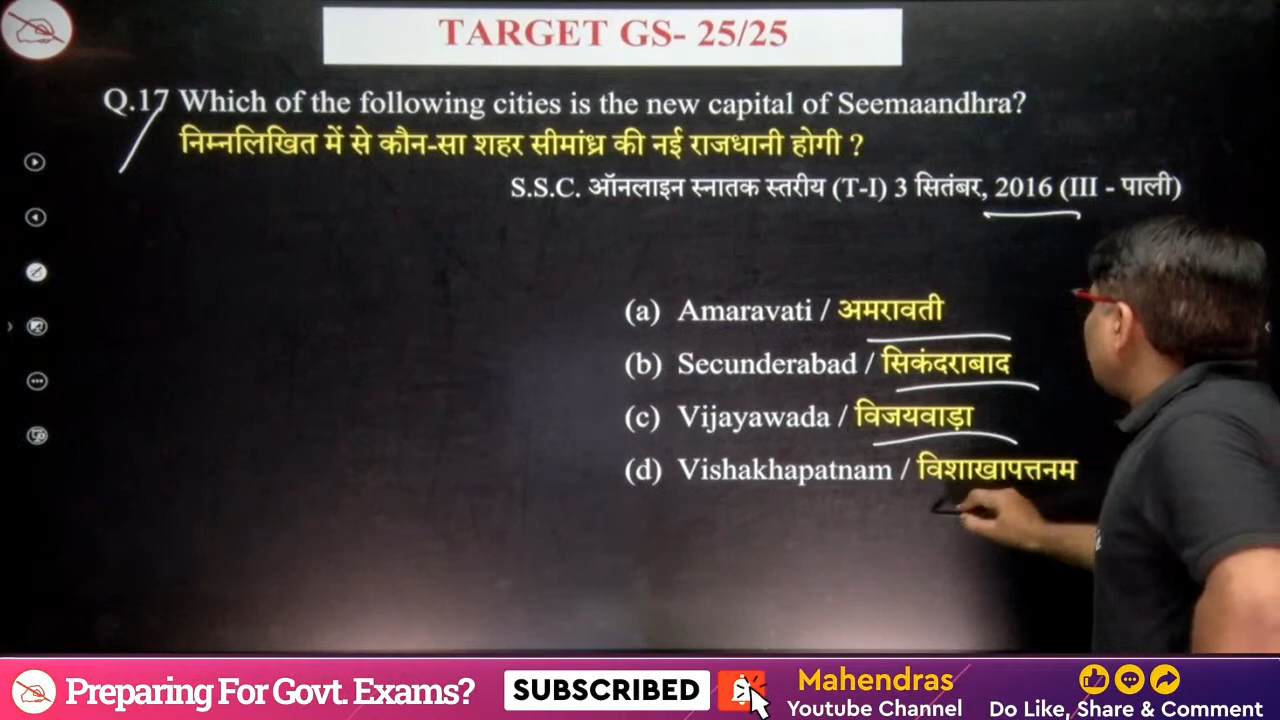 TARGET GS- 25/25
Q.17 Which of the following cities is the new capital of Seemaandhra?
निम्नलिखित में से कौन-सा शहर सीमांध्र की नई राजधानी होगी ?
S.S.C. ऑनलाइन स्नातक स्तरीय (T-I) 3 सितंबर, 2016 (III - पाली)
(a) Amaravati / अमरावती
(b) Secunderabad / सिकंदराबाद
(c) Vijayawada / विजयवाड़ा
(d) Vishakhapatnam / विशाखापत्तनम
Preparing For Govt. Exams?
SUBSCRIBED
Mahendras
Youtube Channel
Do Like, Share & Comment